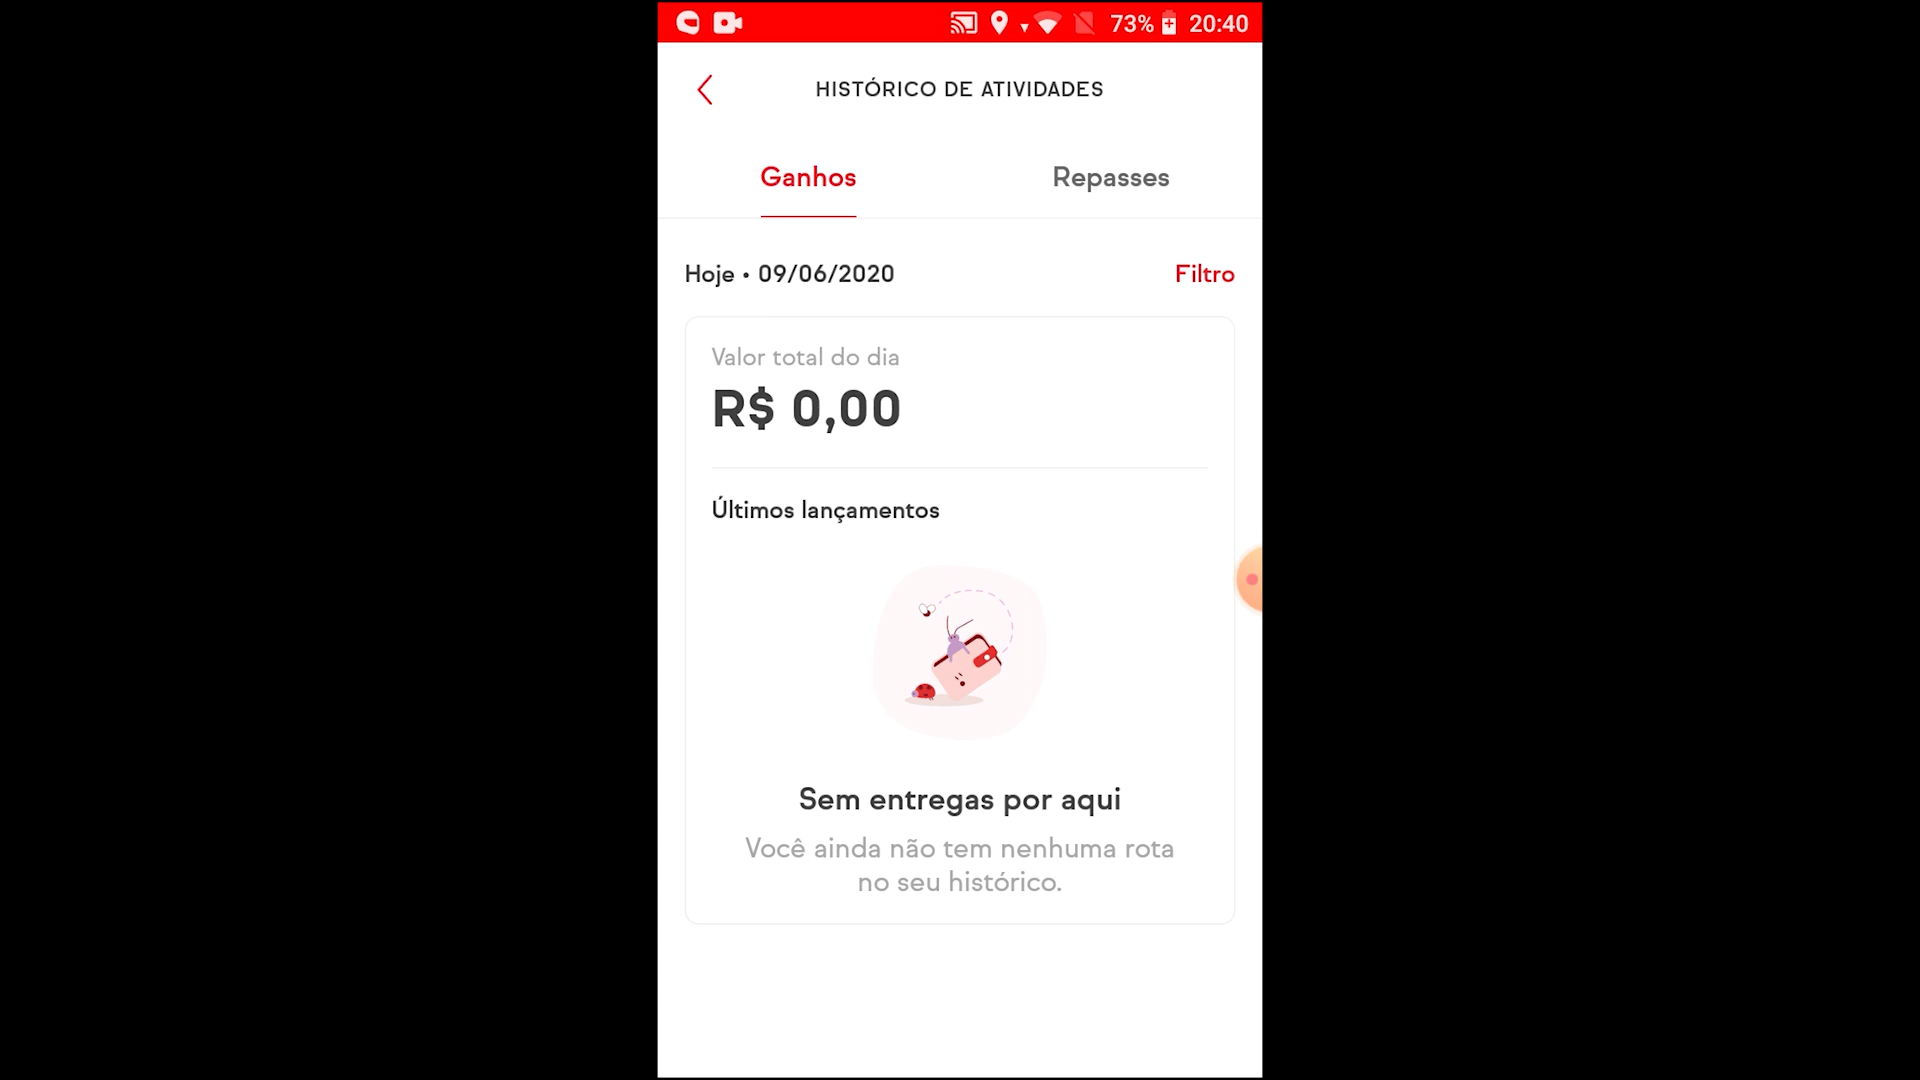 73% 20:40
HISTÓRICO DE ATIVIDADES
Ganhos Repasses
Hoje • 09/06/2020 Filtro
Valor total do dia
R$ 0,00
Últimos lançamentos
Sem entregas por aqui
Você ainda não tem nenhuma rota
no seu histórico.